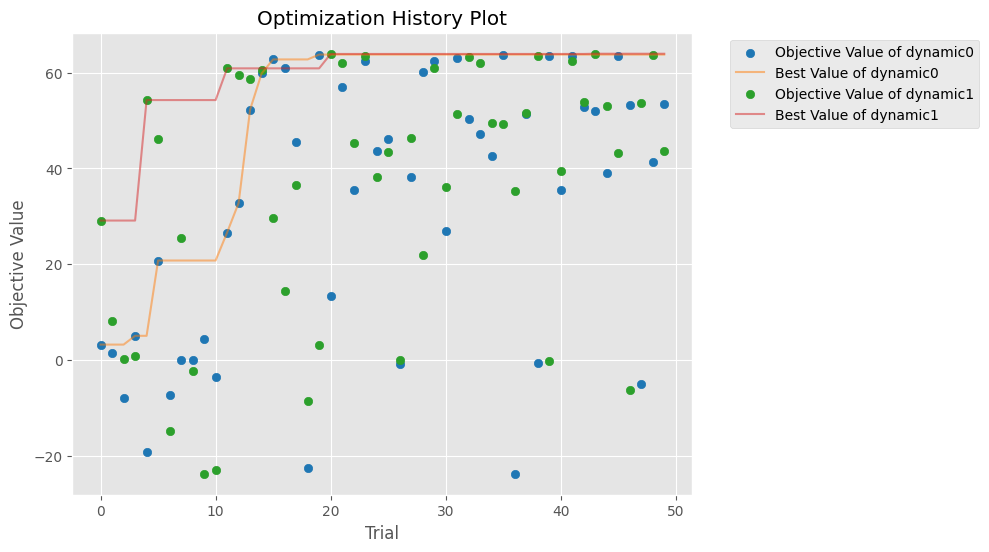 Optimization History Plot
Objective Value
60
40
20
0
−20
0
10
20
30
40
50
Trial
Objective Value of dynamic0
Best Value of dynamic0
Objective Value of dynamic1
Best Value of dynamic1